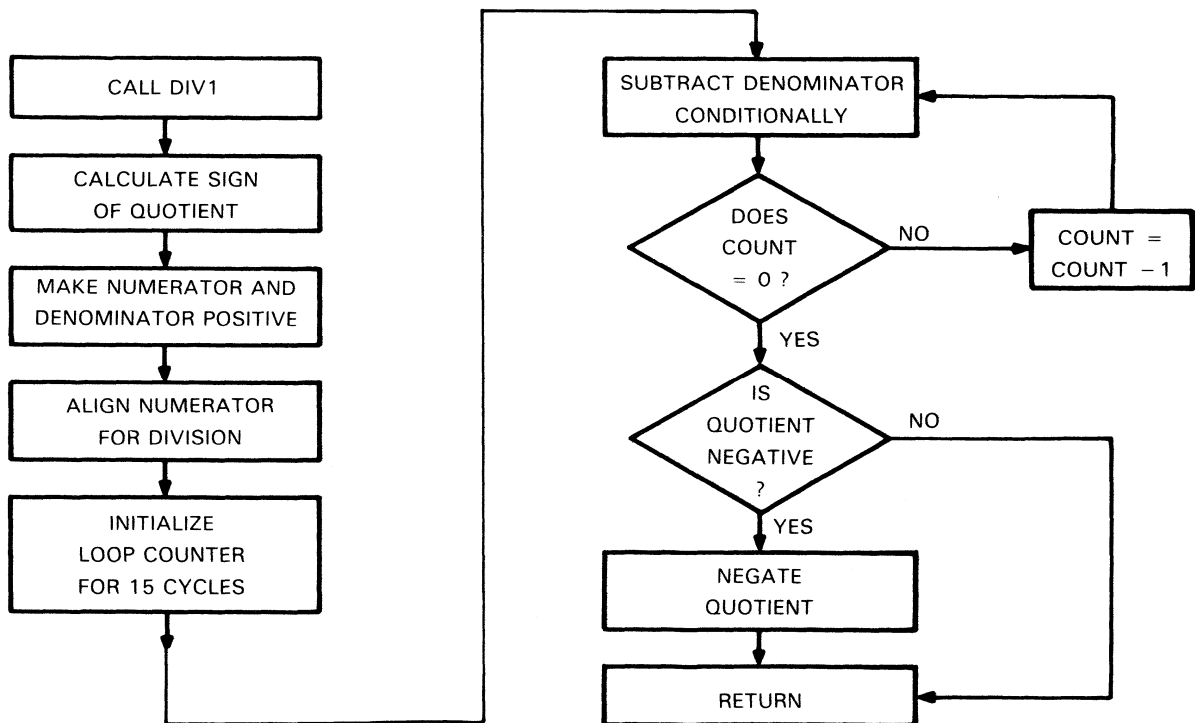 CALL DIV1
CALCULATE SIGN
OF QUOTIENT
MAKE NUMERATOR AND
DENOMINATOR POSITIVE
ALIGN NUMERATOR
FOR DIVISION
INITIALIZE
LOOP COUNTER
FOR 15 CYCLES
SUBTRACT DENOMINATOR
CONDITIONALLY
DOES
COUNT
= 0 ?
NO
COUNT =
COUNT −1
YES
IS
QUOTIENT
NEGATIVE
?
NO
YES
NEGATE
QUOTIENT
RETURN